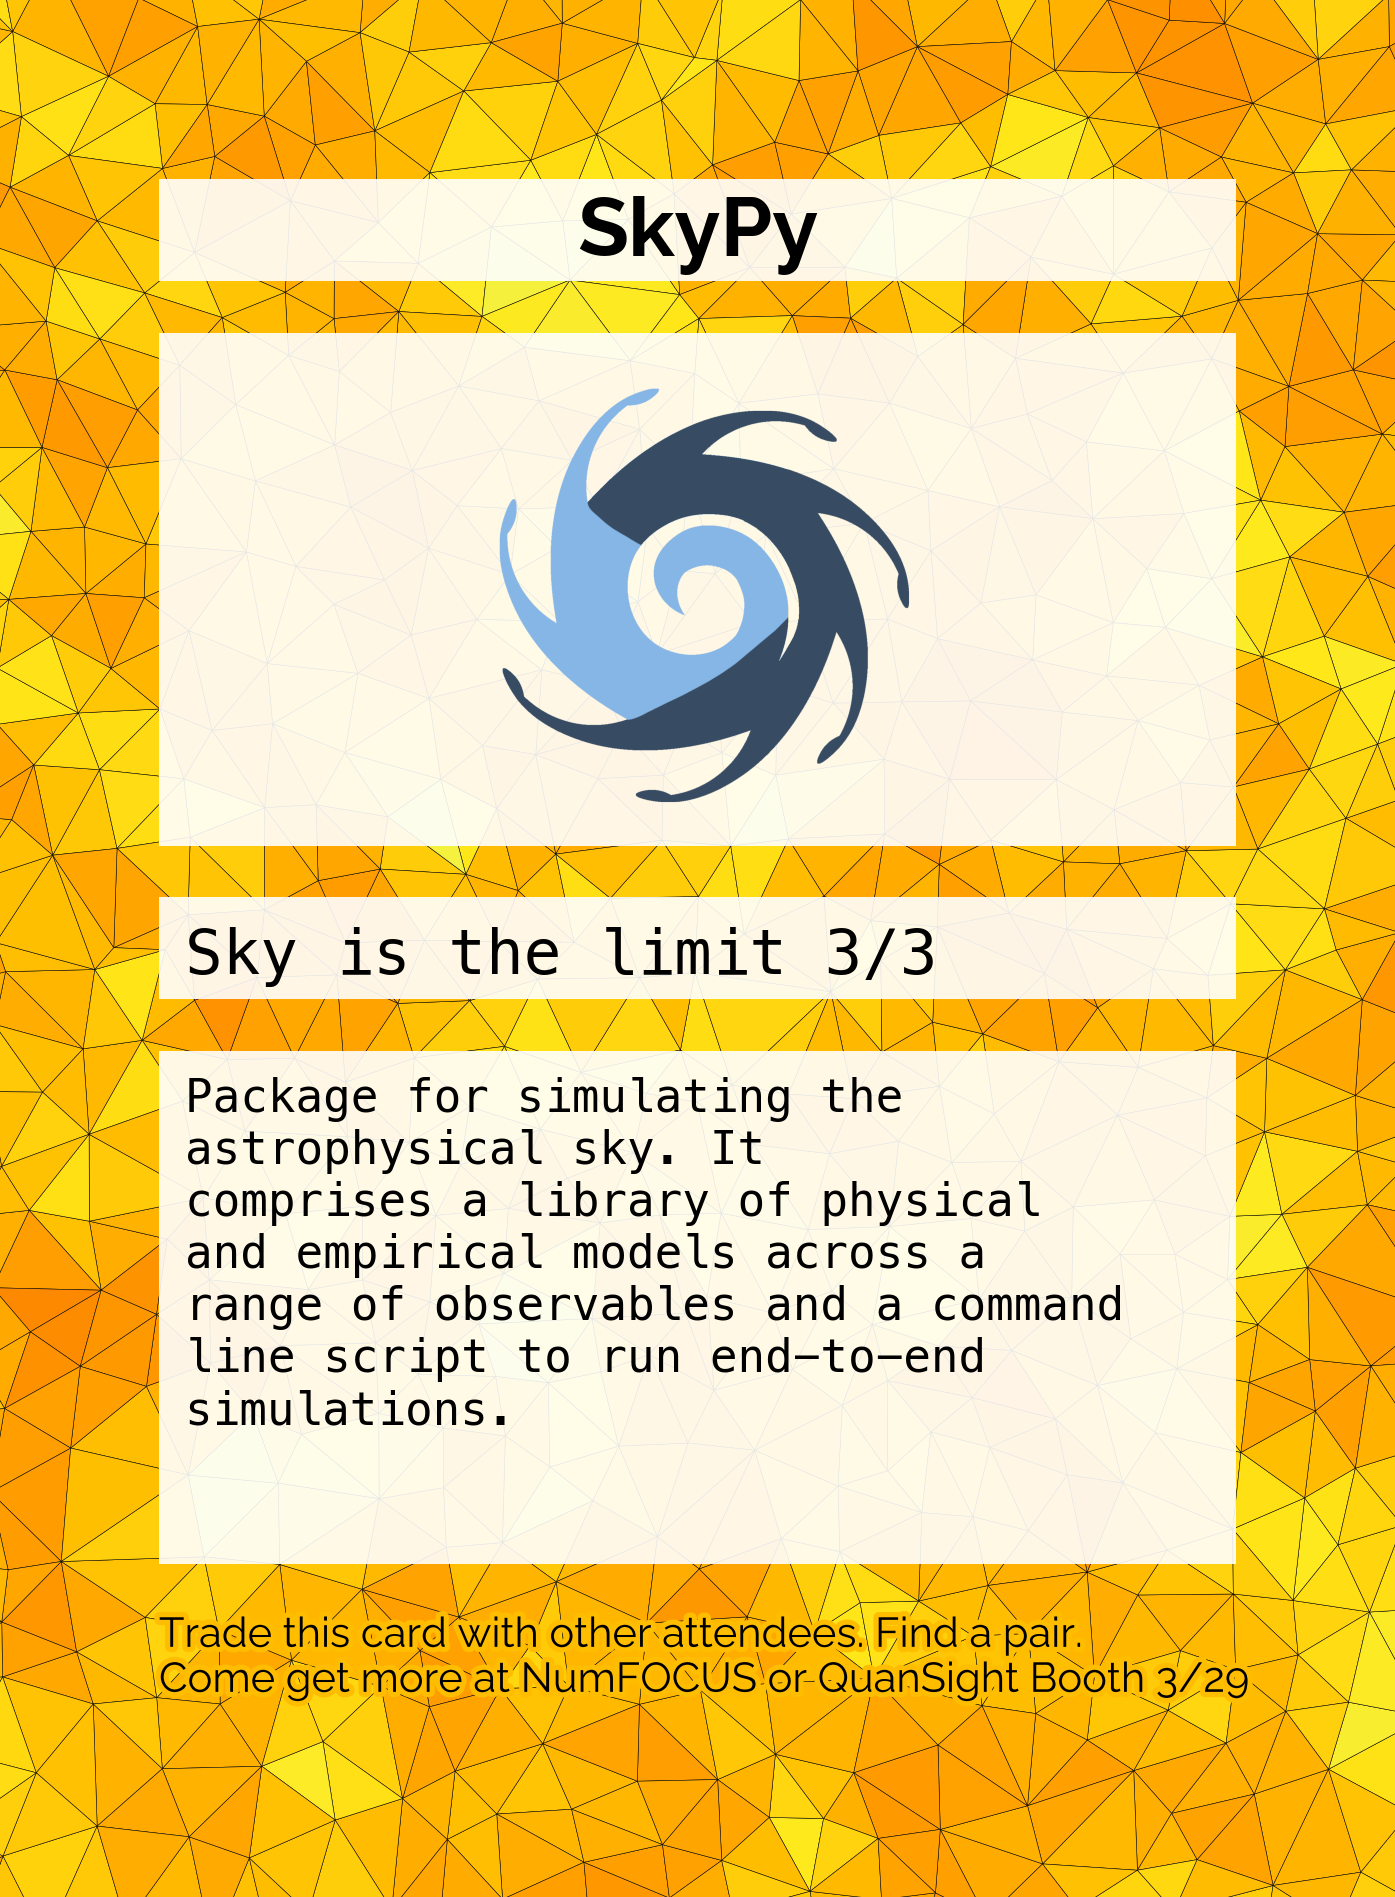 SkyPy
Sky is the limit 3/3
Package for simulating the
astrophysical sky. It
comprises a library of physical
and empirical models across a
range of observables and a command
line script to run end-to-end
simulations.
Trade this card with other attendees. Find a pair.
Come get more at NumFOCUS or QuanSight Booth 3/29